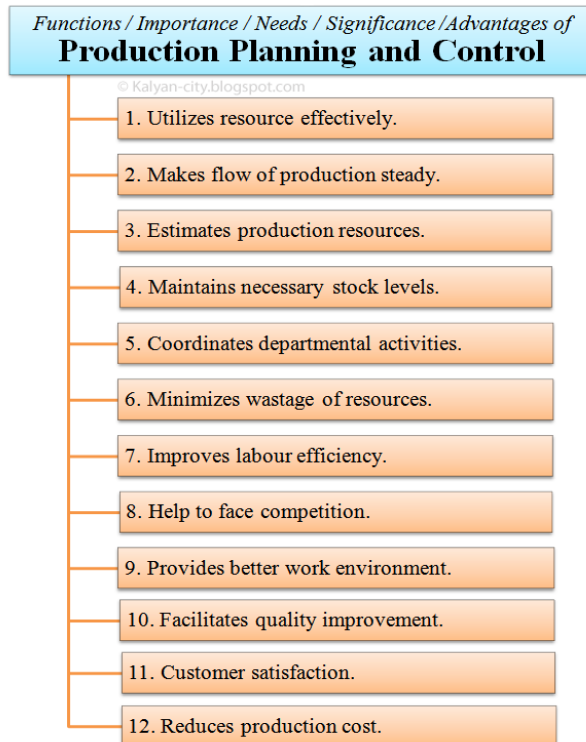 Functions / Importance / Needs / Significance /Advantages of
Production Planning and Control
© Kalyan-city.blogspot.com
1. Utilizes resource effectively.
2. Makes flow of production steady.
3. Estimates production resources.
4. Maintains necessary stock levels.
5. Coordinates departmental activities.
6. Minimizes wastage of resources.
7. Improves labour efficiency.
8. Help to face competition.
9. Provides better work environment.
10. Facilitates quality improvement.
11. Customer satisfaction.
12. Reduces production cost.